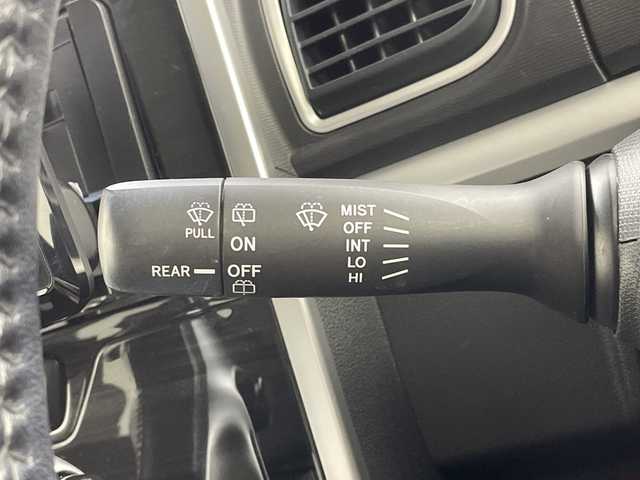 PULL
REAR
ON
OFF
MIST
OFF
INT
LO
HI